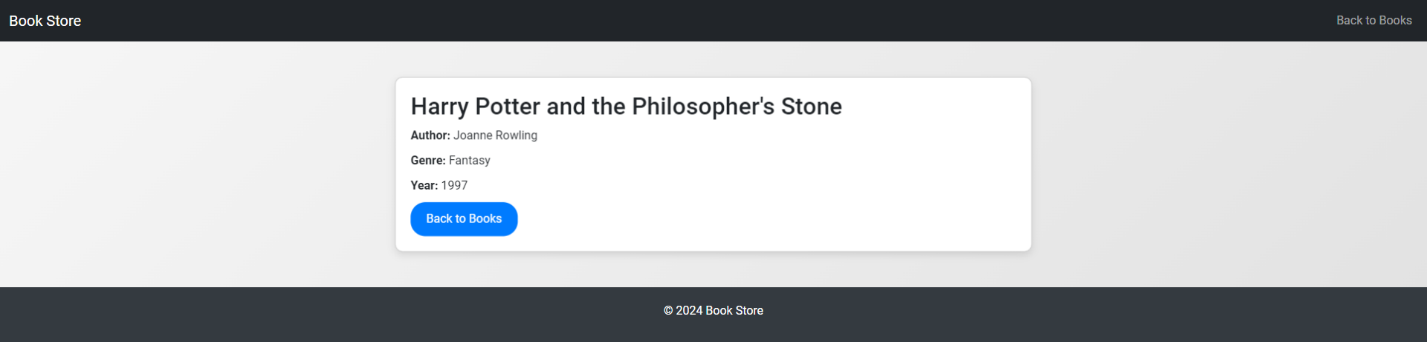 Book Store
Back to Books
Harry Potter and the Philosopher's Stone
Author: Joanne Rowling
Genre: Fantasy
Year: 1997
Back to Books
© 2024 Book Store